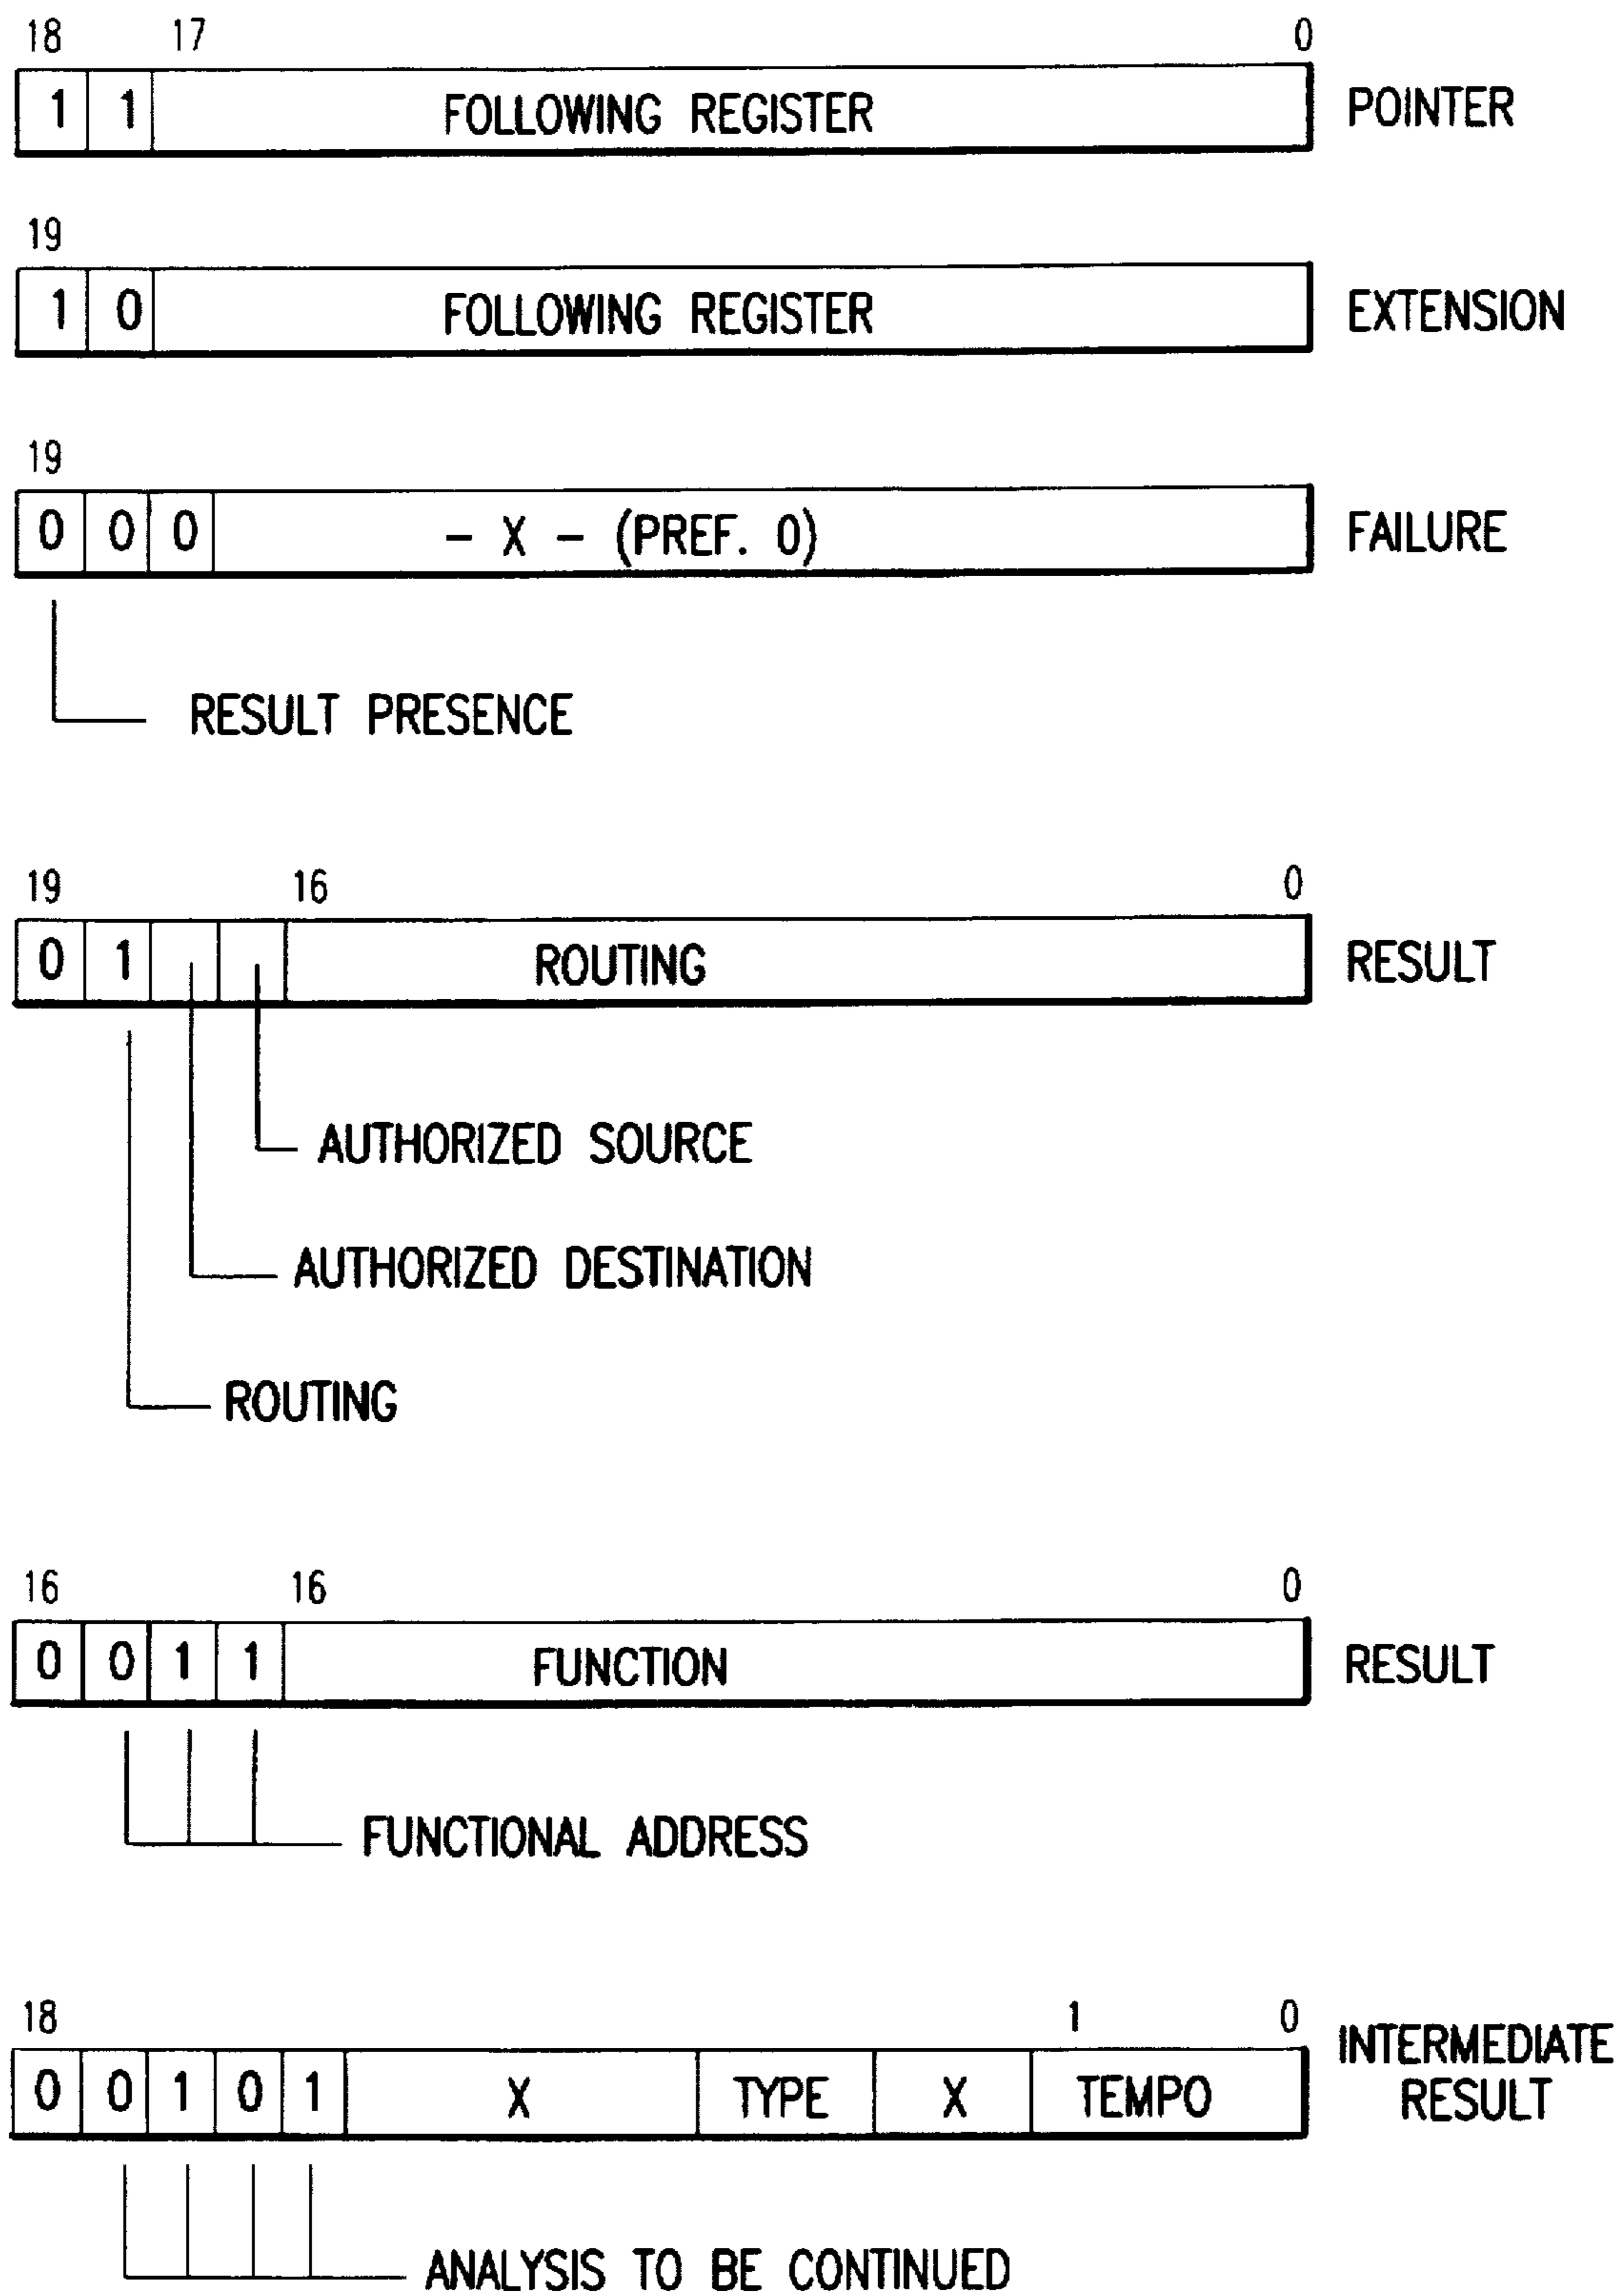 18 17 0
1 1 FOLLOWING REGISTER POINTER
19
1 0 FOLLOWING REGISTER EXTENSION
19
0 0 0 - X - (PREF. 0) FAILURE
RESULT PRESENCE
19 16 0
0 1 ROUTING RESULT
AUTHORIZED SOURCE
AUTHORIZED DESTINATION
ROUTING
16 16 0
0 0 1 1 FUNCTION RESULT
FUNCTIONAL ADDRESS
18 1 0
0 0 1 0 1 X TYPE X TEMPO INTERMEDIATE
RESULT
ANALYSIS TO BE CONTINUED